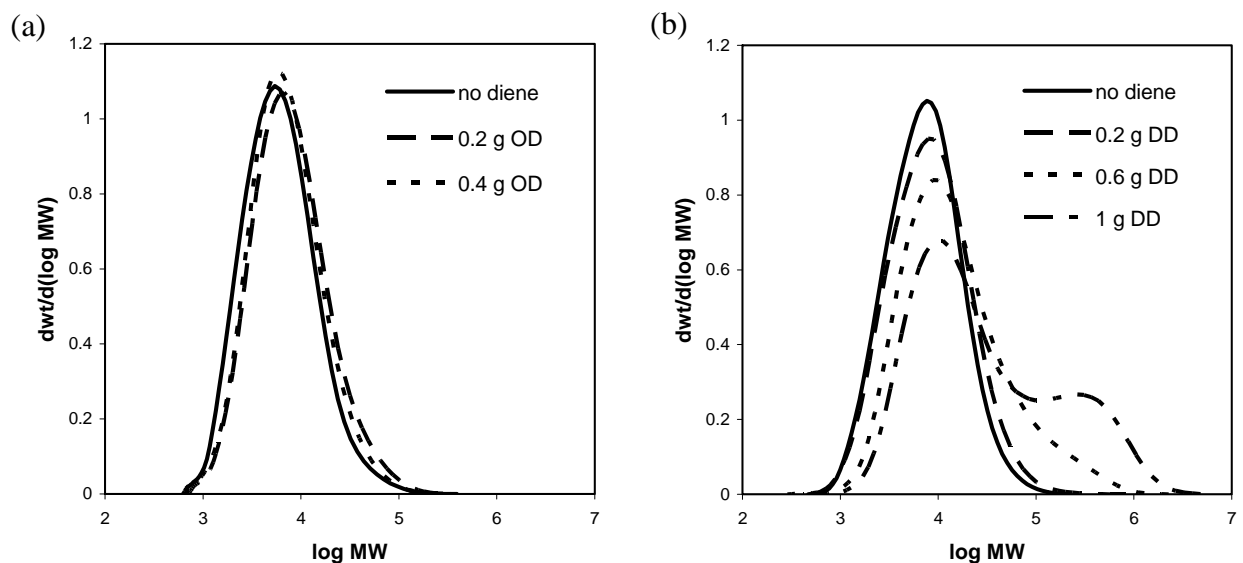 (a)
1.2
1
0.8
0.6
0.4
0.2
0
dwt/d(log MW)
2 3 4 5 6 7
log MW
no diene
0.2 g OD
0.4 g OD
(b)
1.2
1
0.8
0.6
0.4
0.2
0
dwt/d(log MW)
2 3 4 5 6 7
log MW
no diene
0.2 g DD
0.6 g DD
1 g DD